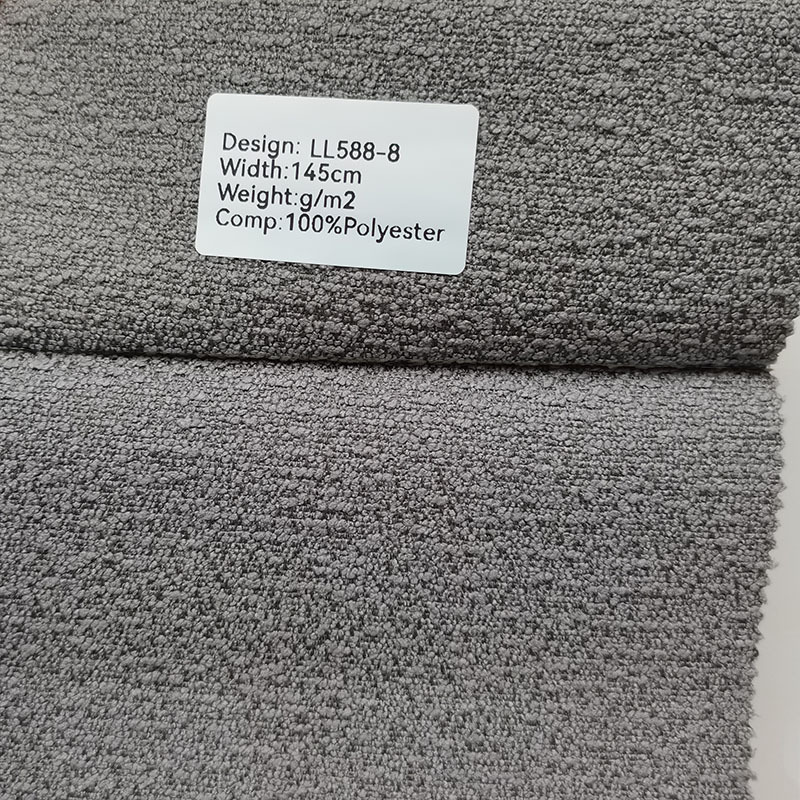 Design: LL588-8
Width:145cm
Weight:g/m2
Comp:100%Polyester